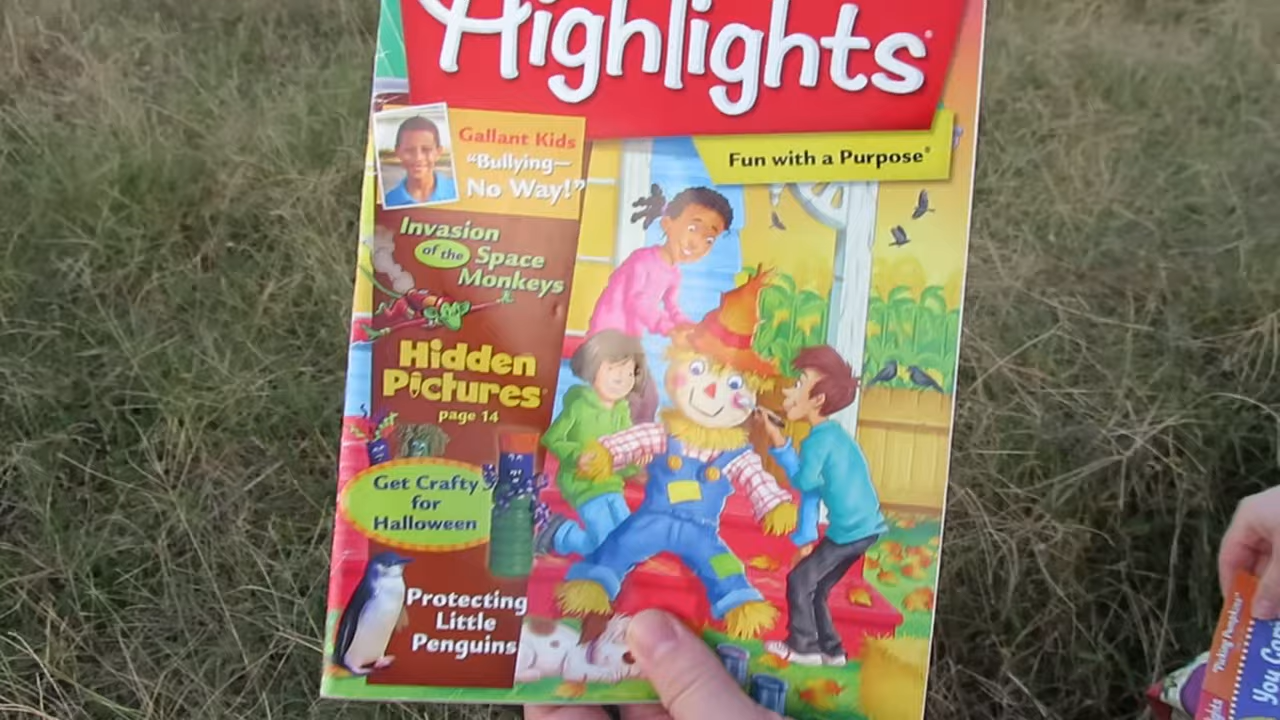 Highlights®
Fun with a Purpose®
Gallant Kids
“Bullying—
No Way!”
Invasion
of the Space
Monkeys
Hidden
Pictures®
page 14
Get Crafty
for
Halloween
Protecting
Little
Penguins
You